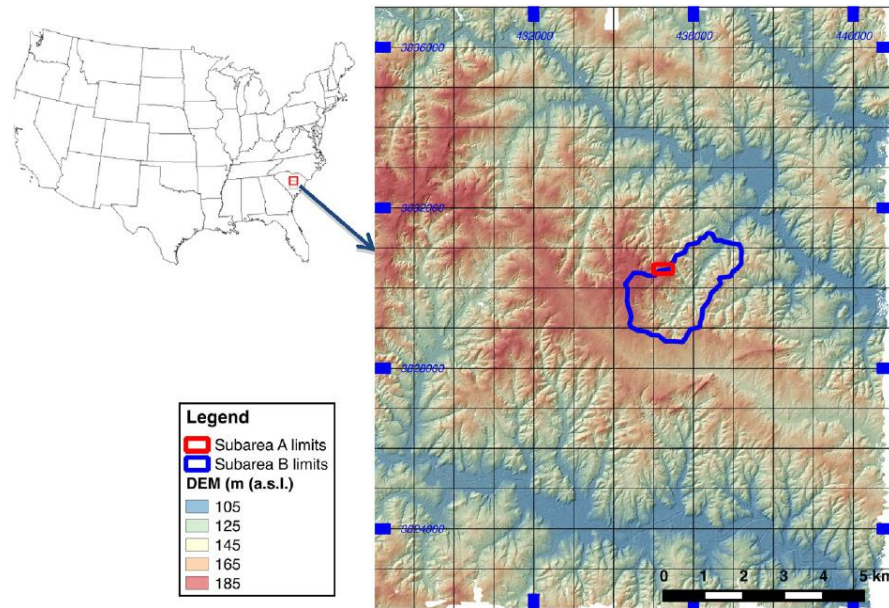 432000 436000 440000
3836000
3832000
3828000
3824000
Legend
Subarea A limits
Subarea B limits
DEM (m (a.s.l.)
105
125
145
165
185
0 1 2 3 4 5 km